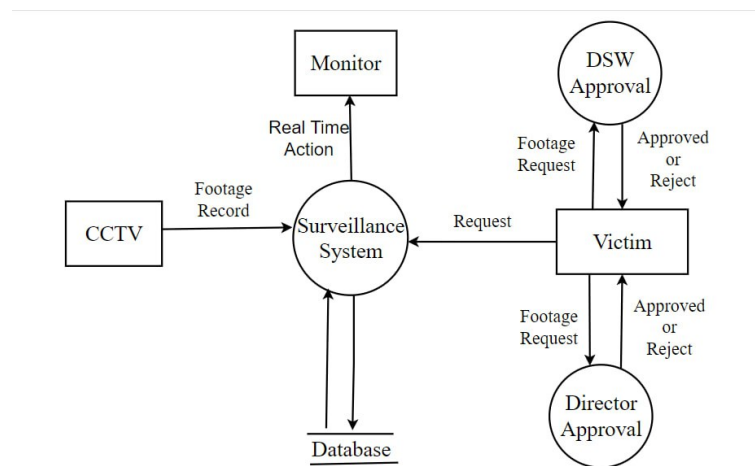 Monitor
DSW
Approval
Real Time
Action
Footage
Request
Approved
or
Reject
Footage
Record
CCTV
Surveillance
System
Request
Victim
Footage
Request
Approved
or
Reject
Director
Approval
Database